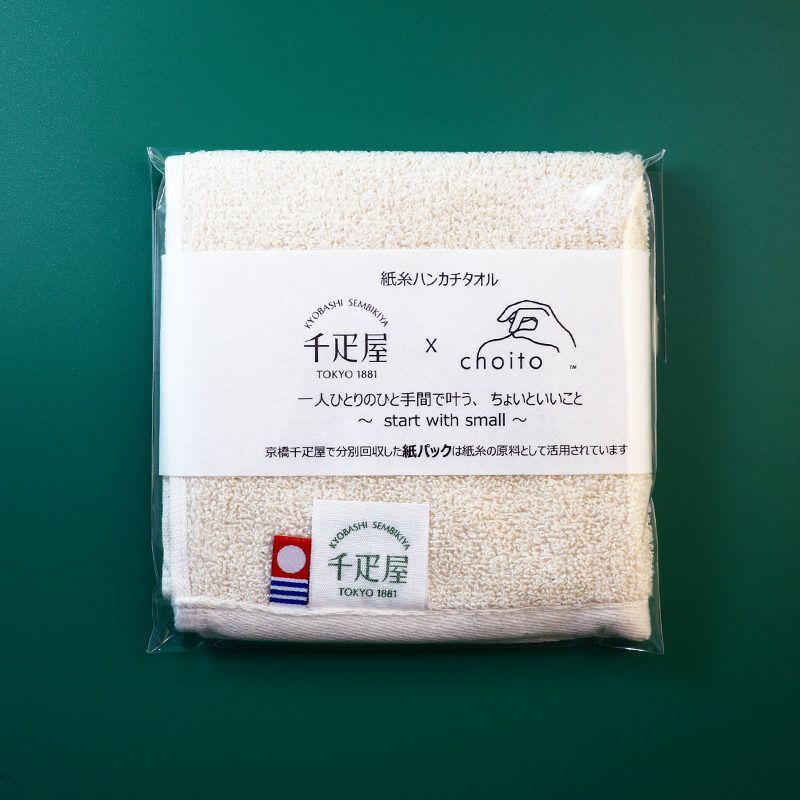 紙糸ハンカチタオル
KYOBASHI SEMBIKIYA
千疋屋
TOKYO 1881
x
choito ™
一人ひとりのひと手間で叶う、ちょいといいこと
～ start with small ～
京橋千疋屋で分別回収した紙パックは紙糸の原料として活用されています
KYOBASHI SEMBIKIYA
千疋屋
TOKYO 1881